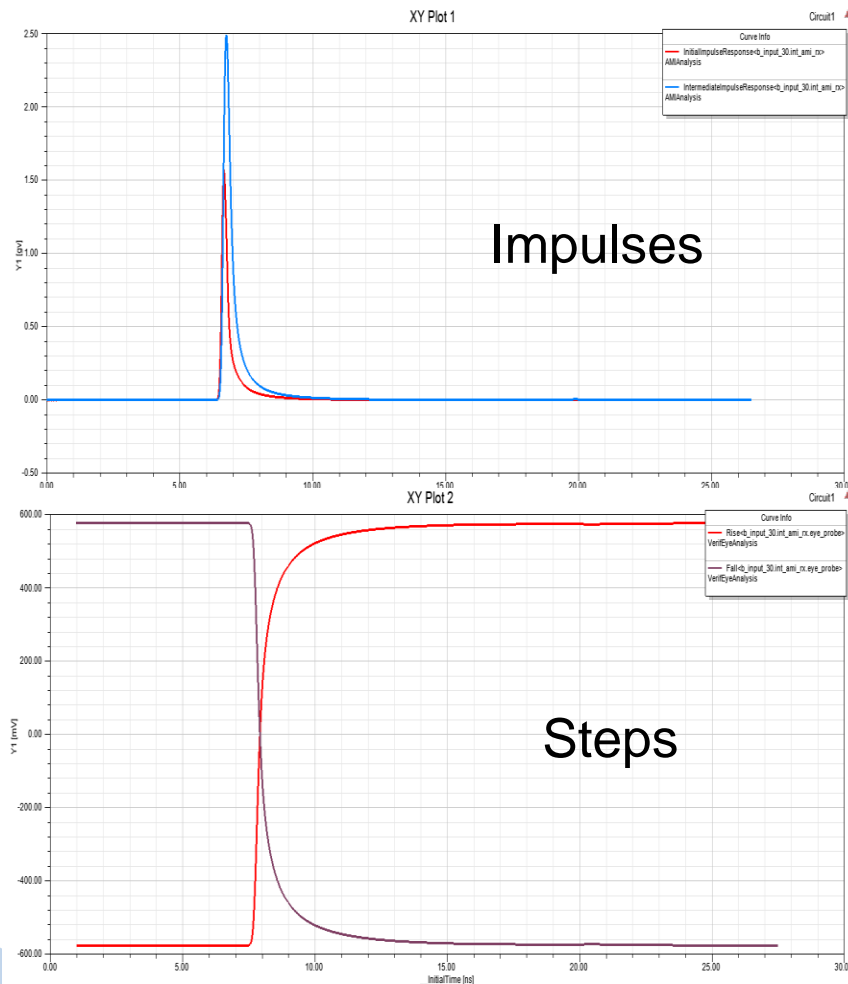 XY Plot 1
Circuit1
Curve Info
InitialImpulseResponse<b_input_30.int_ami_rx>
AMIAnalysis
IntermediateImpulseResponse<b_input_30.int_ami_rx>
AMIAnalysis
2.50
2.00
1.50
Impulses
Y1 [gv]
1.00
0.50
0.00
-0.50
0.00 5.00 10.00 15.00 20.00 25.00 30.0
XY Plot 2
Circuit1
Curve Info
Rise<b_input_30.int_ami_rx.eye_probe>
VerifEyeAnalysis
Fall<b_input_30.int_ami_rx.eye_probe>
VerifEyeAnalysis
600.00
400.00
200.00
0.00
Y1 [mV]
Steps
-200.00
-400.00
-600.00
0.00 5.00 10.00 15.00 20.00 25.00 30.0
InitialTime [ns]